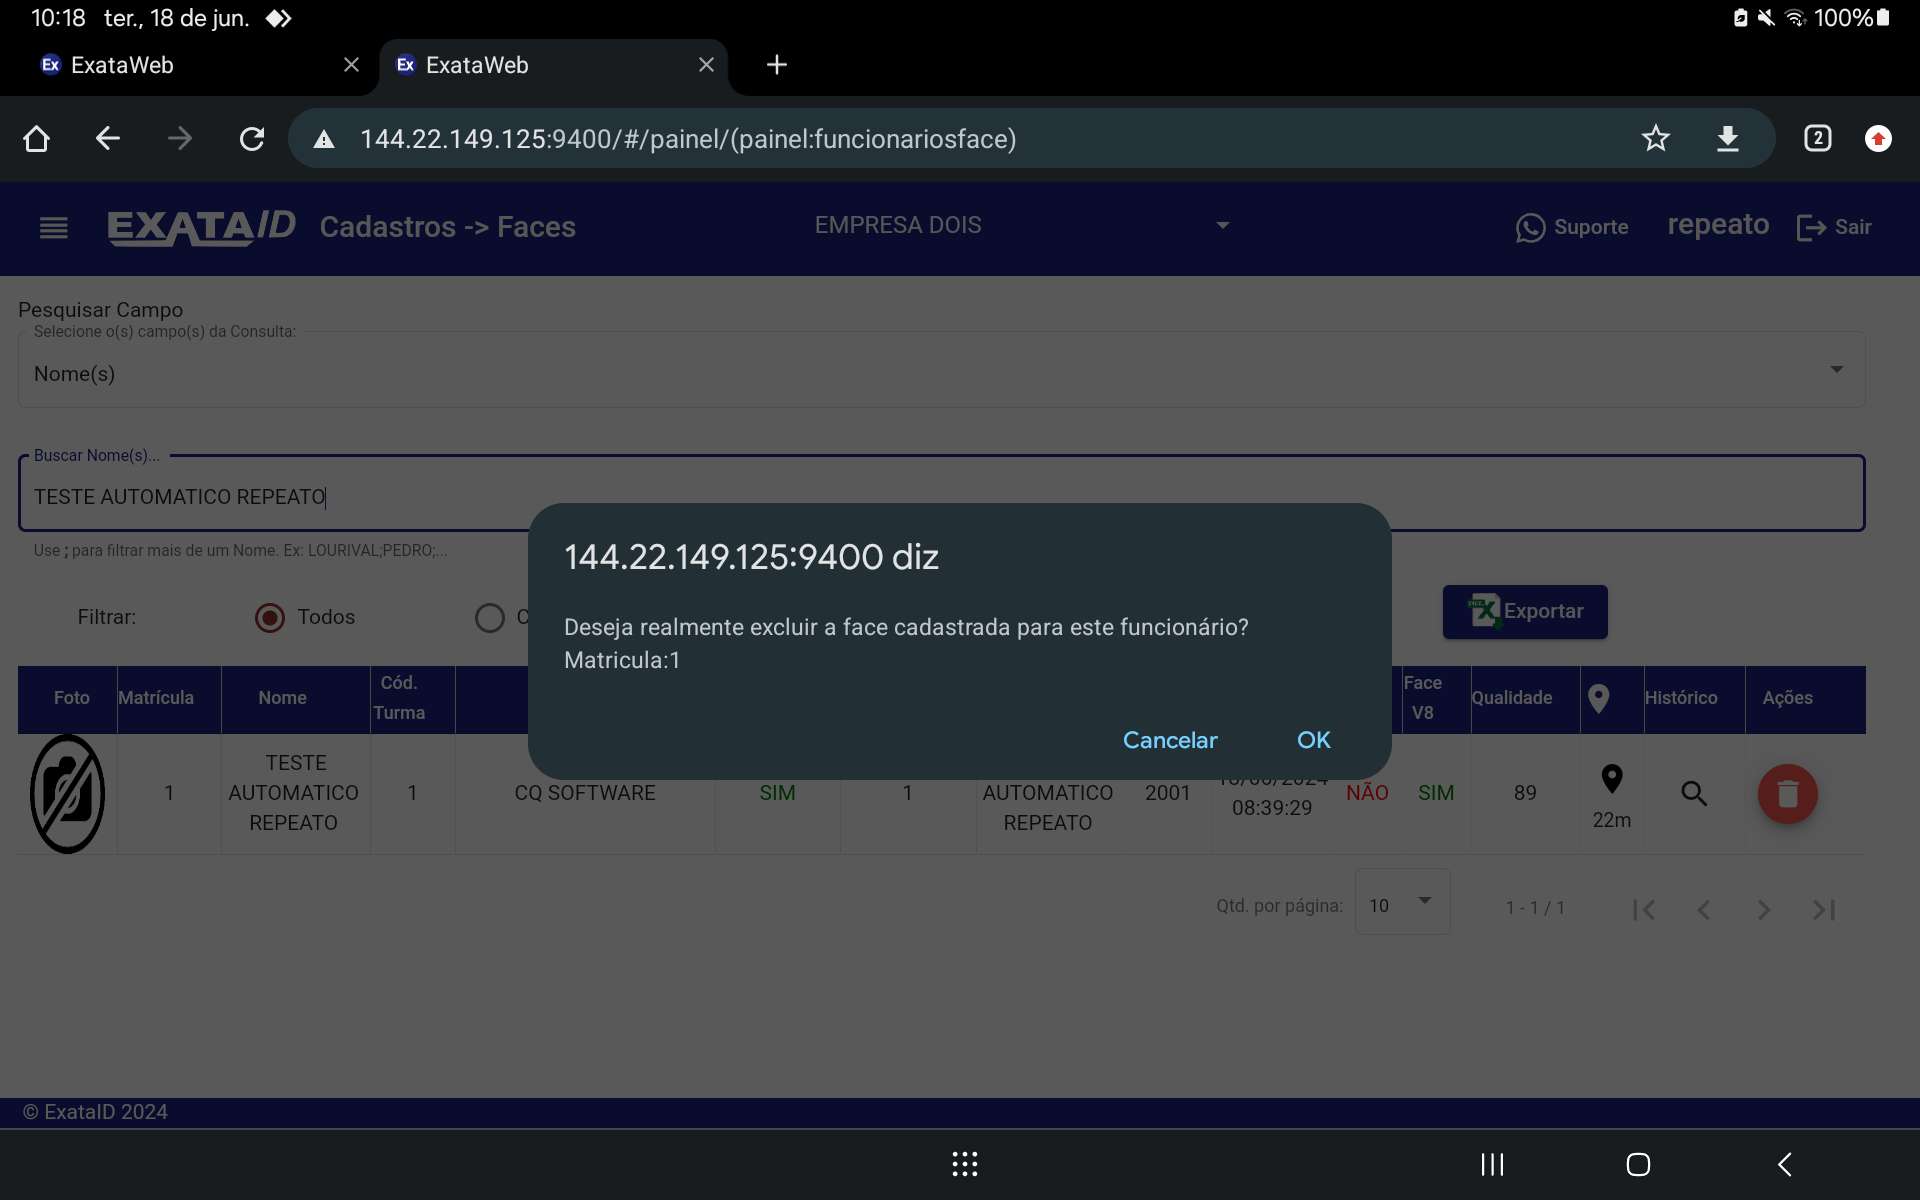 10:18 ter., 18 de jun. 100%
Ex ExataWeb
Ex ExataWeb
144.22.149.125:9400/#/painel/(painel:funcionariosface)
2
EXATAID Cadastros -> Faces EMPRESA DOIS Suporte repeato Sair
Pesquisar Campo
Selecione o(s) campo(s) da Consulta:
Nome(s)
Buscar Nome(s)...
TESTE AUTOMATICO REPEATO
Use ; para filtrar mais de um Nome. Ex: LOURIVAL;PEDRO;...
144.22.149.125:9400 diz
Deseja realmente excluir a face cadastrada para este funcionário?
Matricula:1
Cancelar OK
Filtrar: Todos
Exportar
Foto Matrícula Nome Cód. Turma Face V8 Qualidade Histórico Ações
TESTE AUTOMATICO REPEATO
1
1
CQ SOFTWARE
SIM
1
AUTOMATICO
REPEATO
2001
08:39:29
NÃO
SIM
89
22m
Qtd. por página: 10 1 - 1 / 1
© ExataID 2024